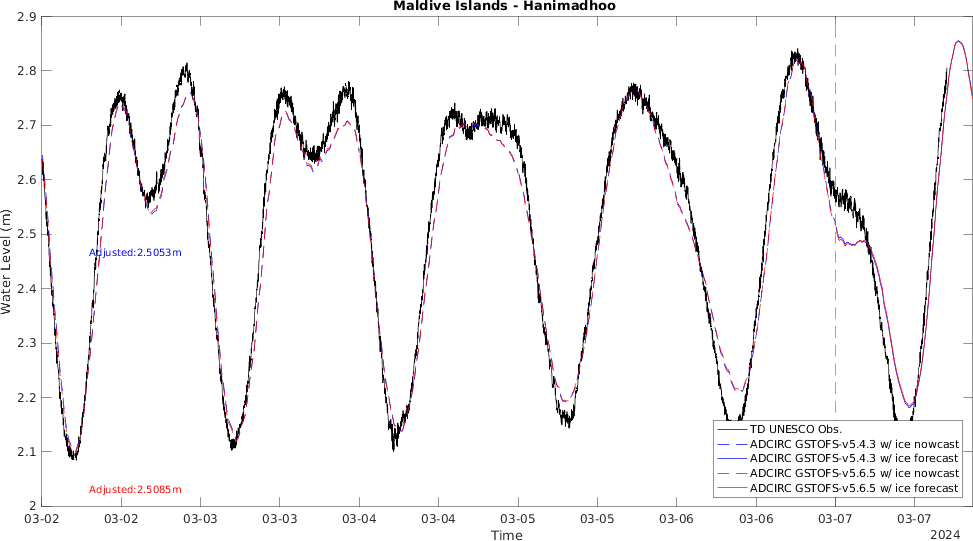 Maldive Islands - Hanimadhoo
2.9
2.8
2.7
2.6
2.5
2.4
2.3
2.2
2.1
2
Water Level (m)
Adjusted:2.5053m
Adjusted:2.5085m
TD UNESCO Obs.
ADCIRC GSTOFS-v5.4.3 w/ ice nowcast
ADCIRC GSTOFS-v5.4.3 w/ ice forecast
ADCIRC GSTOFS-v5.6.5 w/ ice nowcast
ADCIRC GSTOFS-v5.6.5 w/ ice forecast
03-02 03-02 03-03 03-03 03-04 03-04 03-05 03-05 03-06 03-06 03-07 03-07
Time
2024